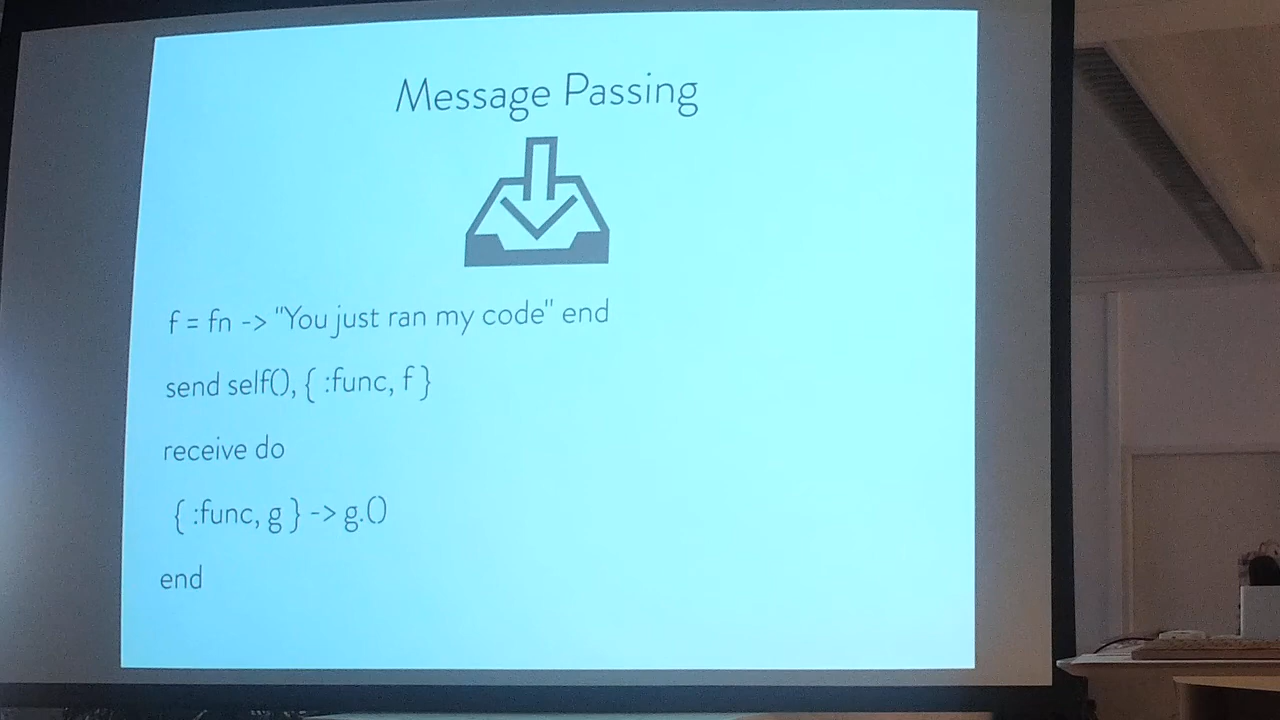 Message Passing
f = fn -> "You just ran my code" end
send self(), { :func, f }
receive do
{ :func, g } -> g.()
end